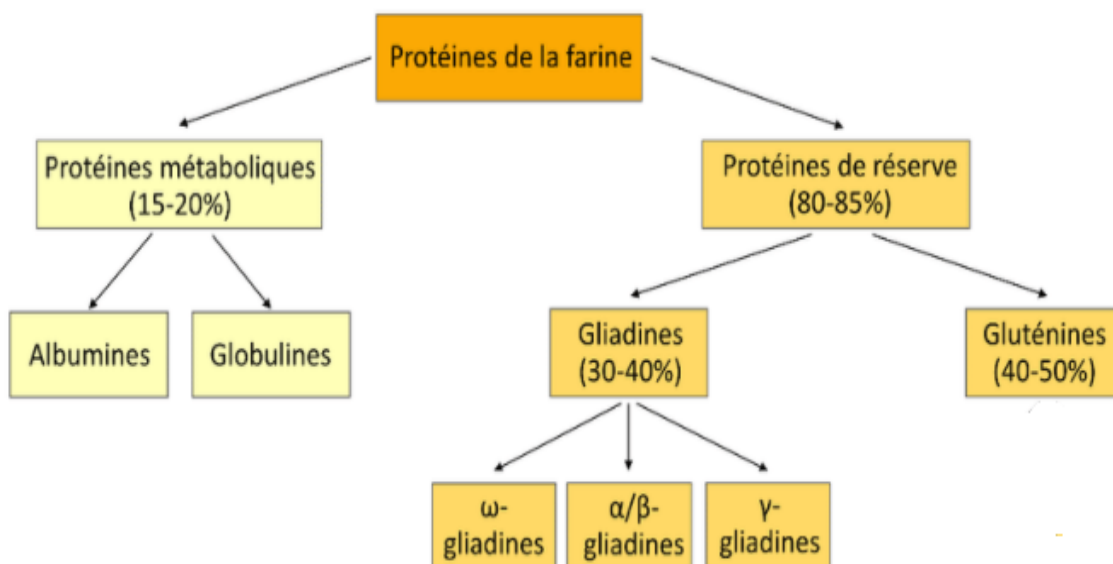 Protéines de la farine
Protéines métaboliques
(15-20%)
Protéines de réserve
(80-85%)
Albumines
Globulines
Gliadines
(30-40%)
Gluténines
(40-50%)
ω-
gliadines
α/β-
gliadines
γ-
gliadines